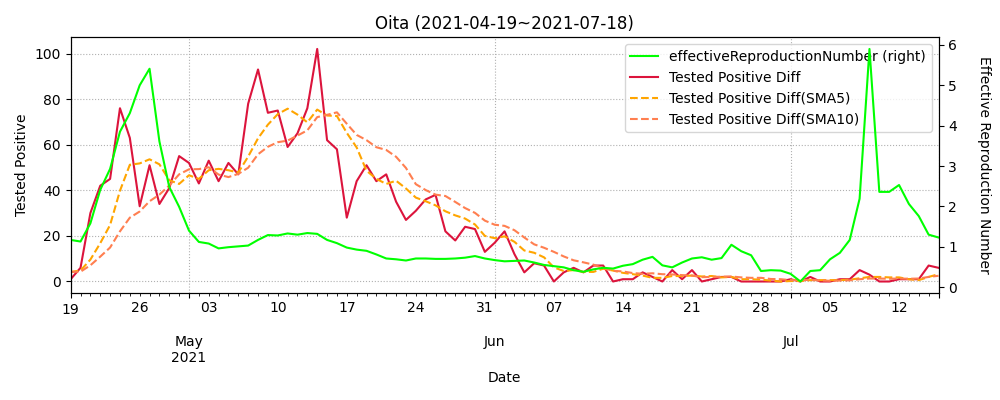 Oita (2021-04-19~2021-07-18)
effectiveReproductionNumber (right)
Tested Positive Diff
Tested Positive Diff(SMA5)
Tested Positive Diff(SMA10)
Tested Positive
100
80
60
40
20
0
Effective Reproduction Number
6
5
4
3
2
1
0
19 26 03 10 17 24 31 07 14 21 28 05 12
May Jun Jul
2021
Date